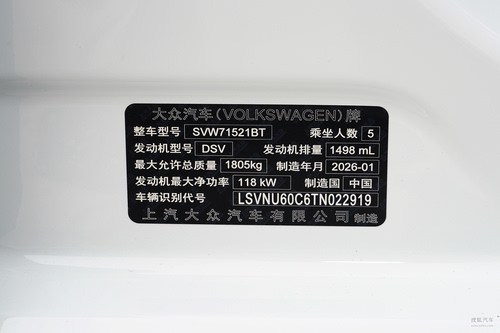 大众汽车(VOLKSWAGEN)牌
整车型号 SVW71521BT 乘坐人数 5
发动机型号 DSV 发动机排量 1498 mL
最大允许总质量 1805kg 制造年月 2026-01
发动机最大净功率 118 kW 制造国 中国
车辆识别代号 LSVNU60C6TN022919
上汽大众汽车有限公司 制造
搜狐汽车